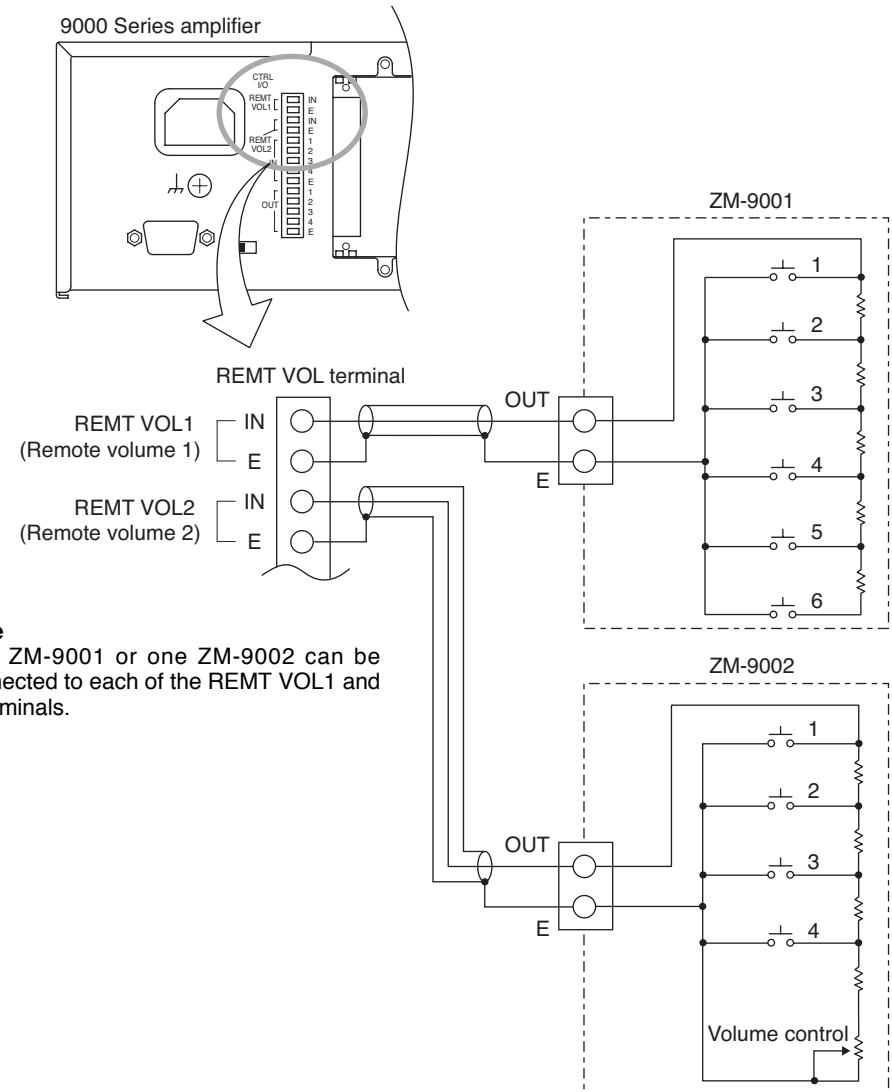 9000 Series amplifier
CTRL
I/O
REMT
VOL1
IN
E
IN
E
REMT
VOL2
1
2
IN
3
4
E
OUT
1
2
3
4
E
REMT VOL terminal
REMT VOL1
(Remote volume 1)
IN
E
REMT VOL2
(Remote volume 2)
IN
E
ZM-9001
OUT
E
1
2
3
4
5
6
e
ZM-9001 or one ZM-9002 can be
nected to each of the REMT VOL1 and
minals.
ZM-9002
OUT
E
1
2
3
4
Volume control